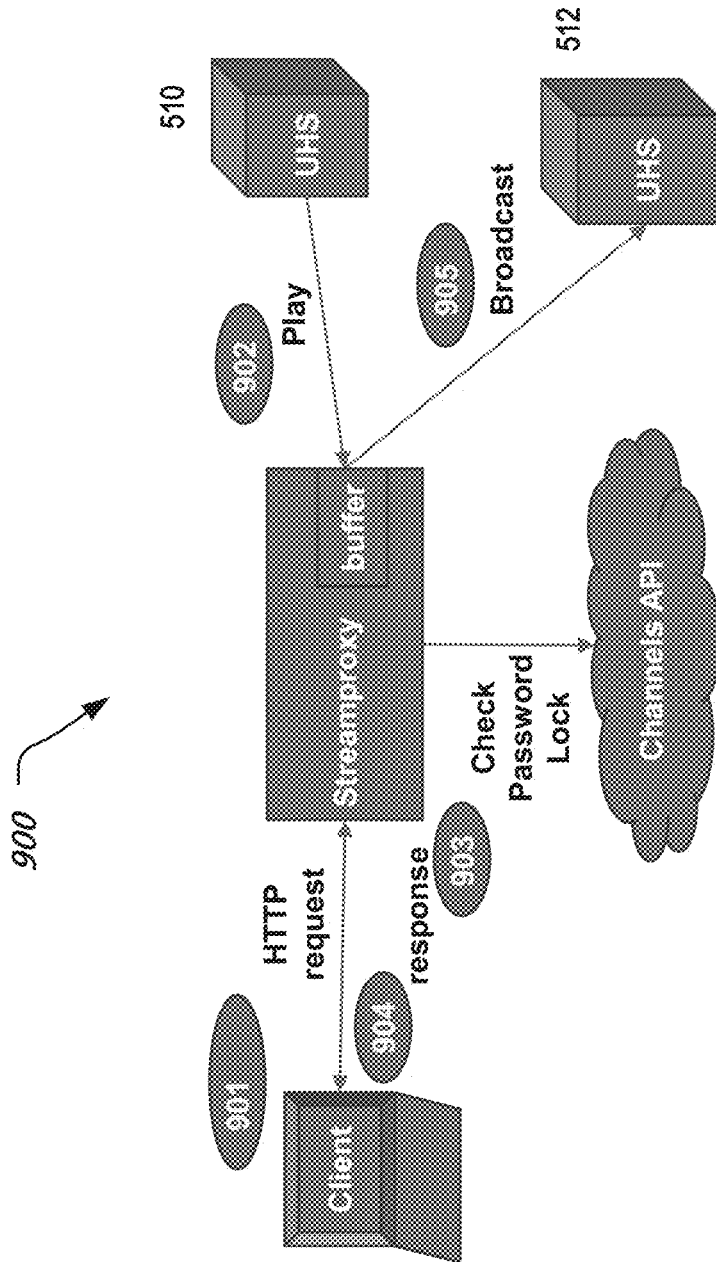 900
901
HTTP
request
Client
904
response
903
Streamproxy
buffer
902
Play
UHS
510
Check
Password
Lock
Channels API
905
Broadcast
UHS
512